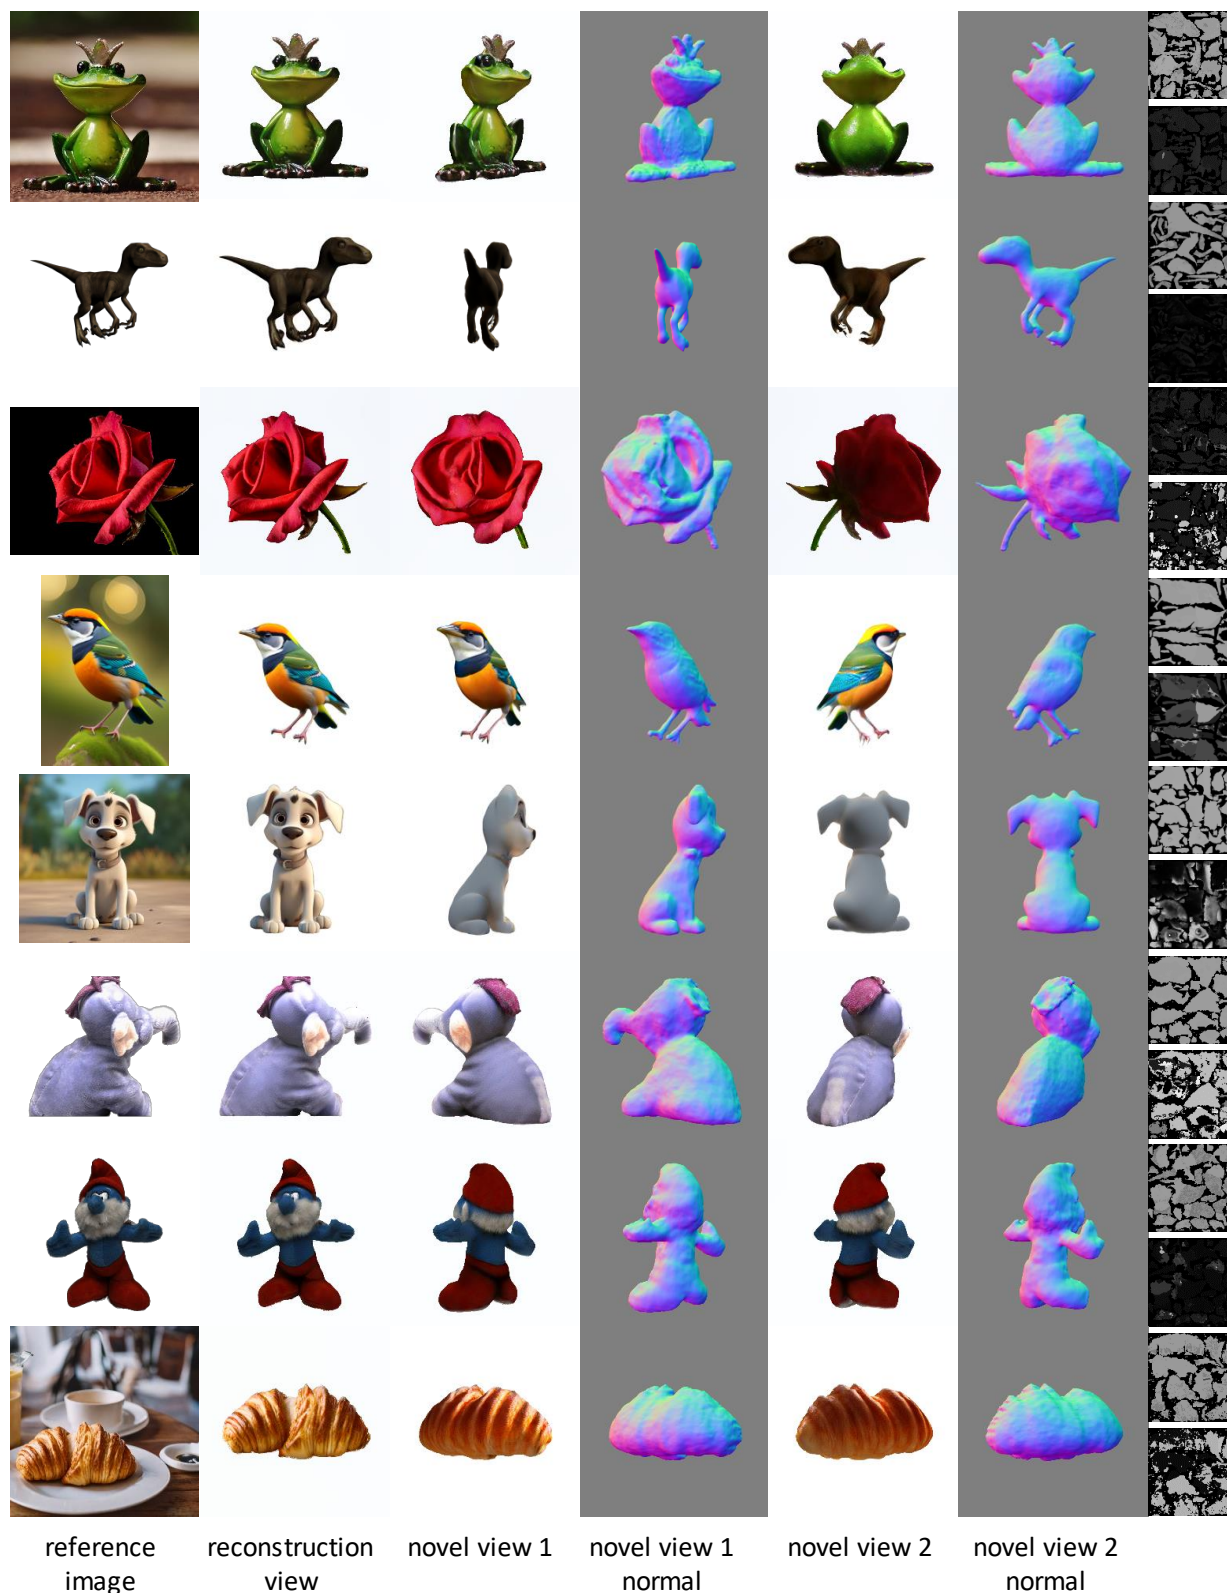 reference
image
reconstruction
view
novel view 1
novel view 1
normal
novel view 2
novel view 2
normal